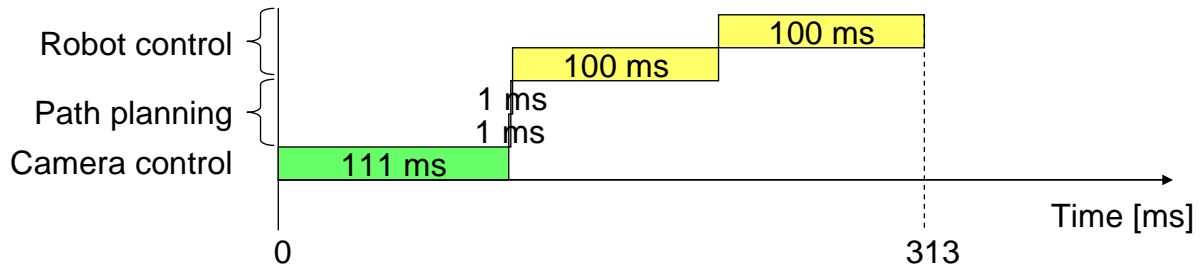 100 ms
Robot control
100 ms
1 ms
Path planning
1 ms
Camera control
111 ms
Time [ms]
0
313